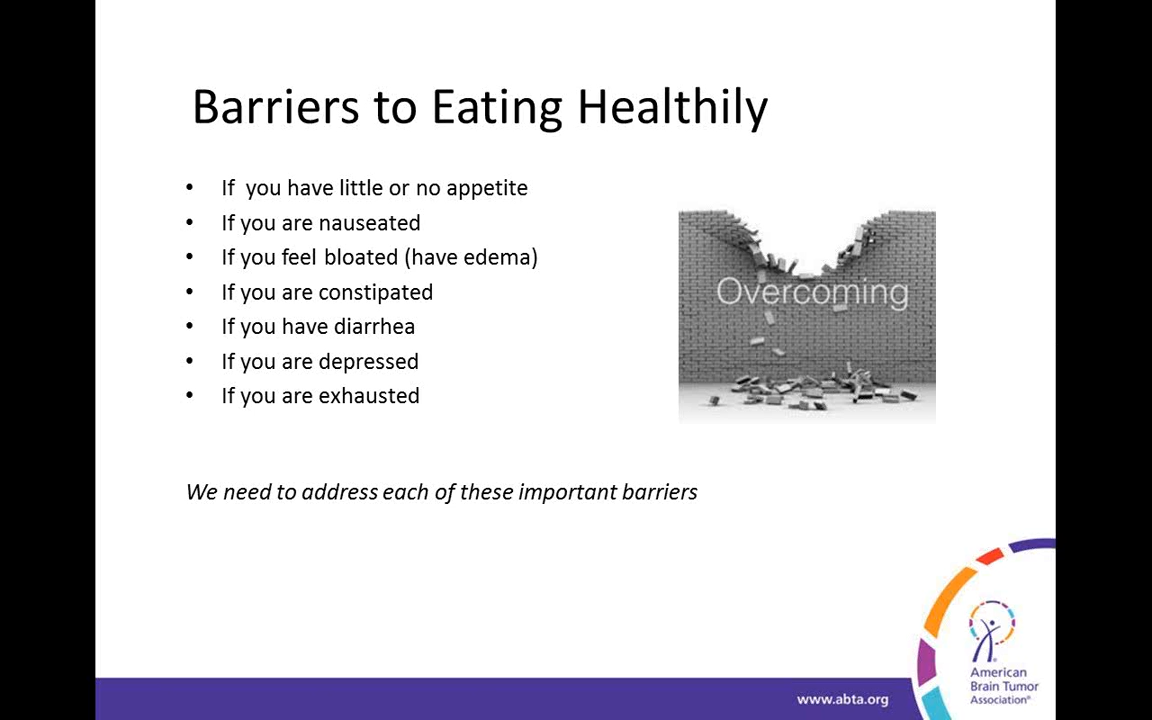 Barriers to Eating Healthily
• If  you have little or no appetite
• If you are nauseated
• If you feel bloated (have edema)
• If you are constipated
• If you have diarrhea
• If you are depressed
• If you are exhausted
Overcoming
We need to address each of these important barriers
www.abta.org
American
Brain Tumor
Association®